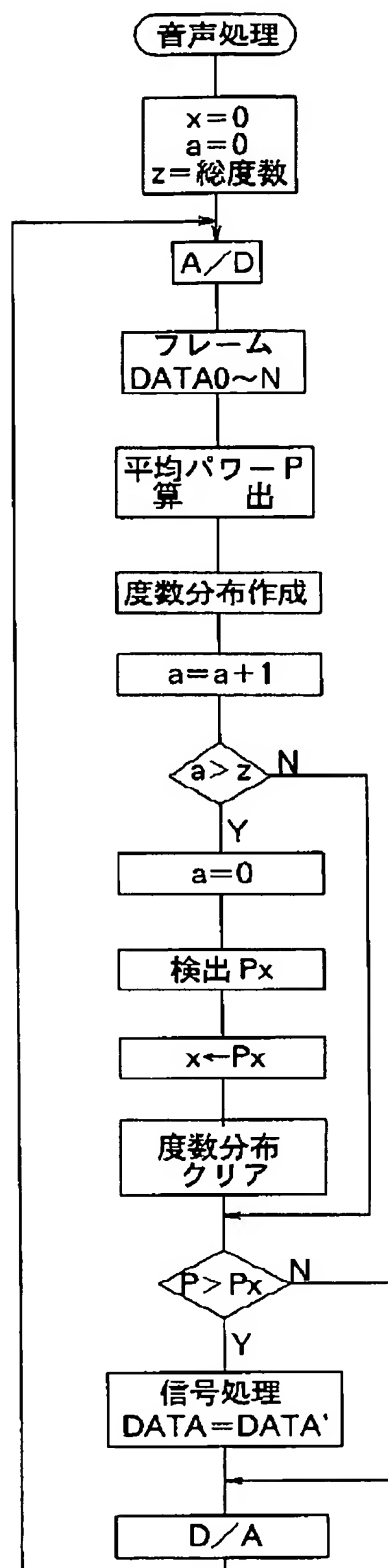 音声処理
x=0
a=0
z=総度数
A/D
フレーム
DATA0~N
平均パワーP
算 出
度数分布作成
a=a+1
a>z
N
Y
a=0
検出 Px
x←Px
度数分布
クリア
P>Px
N
Y
信号処理
DATA=DATA'
D/A